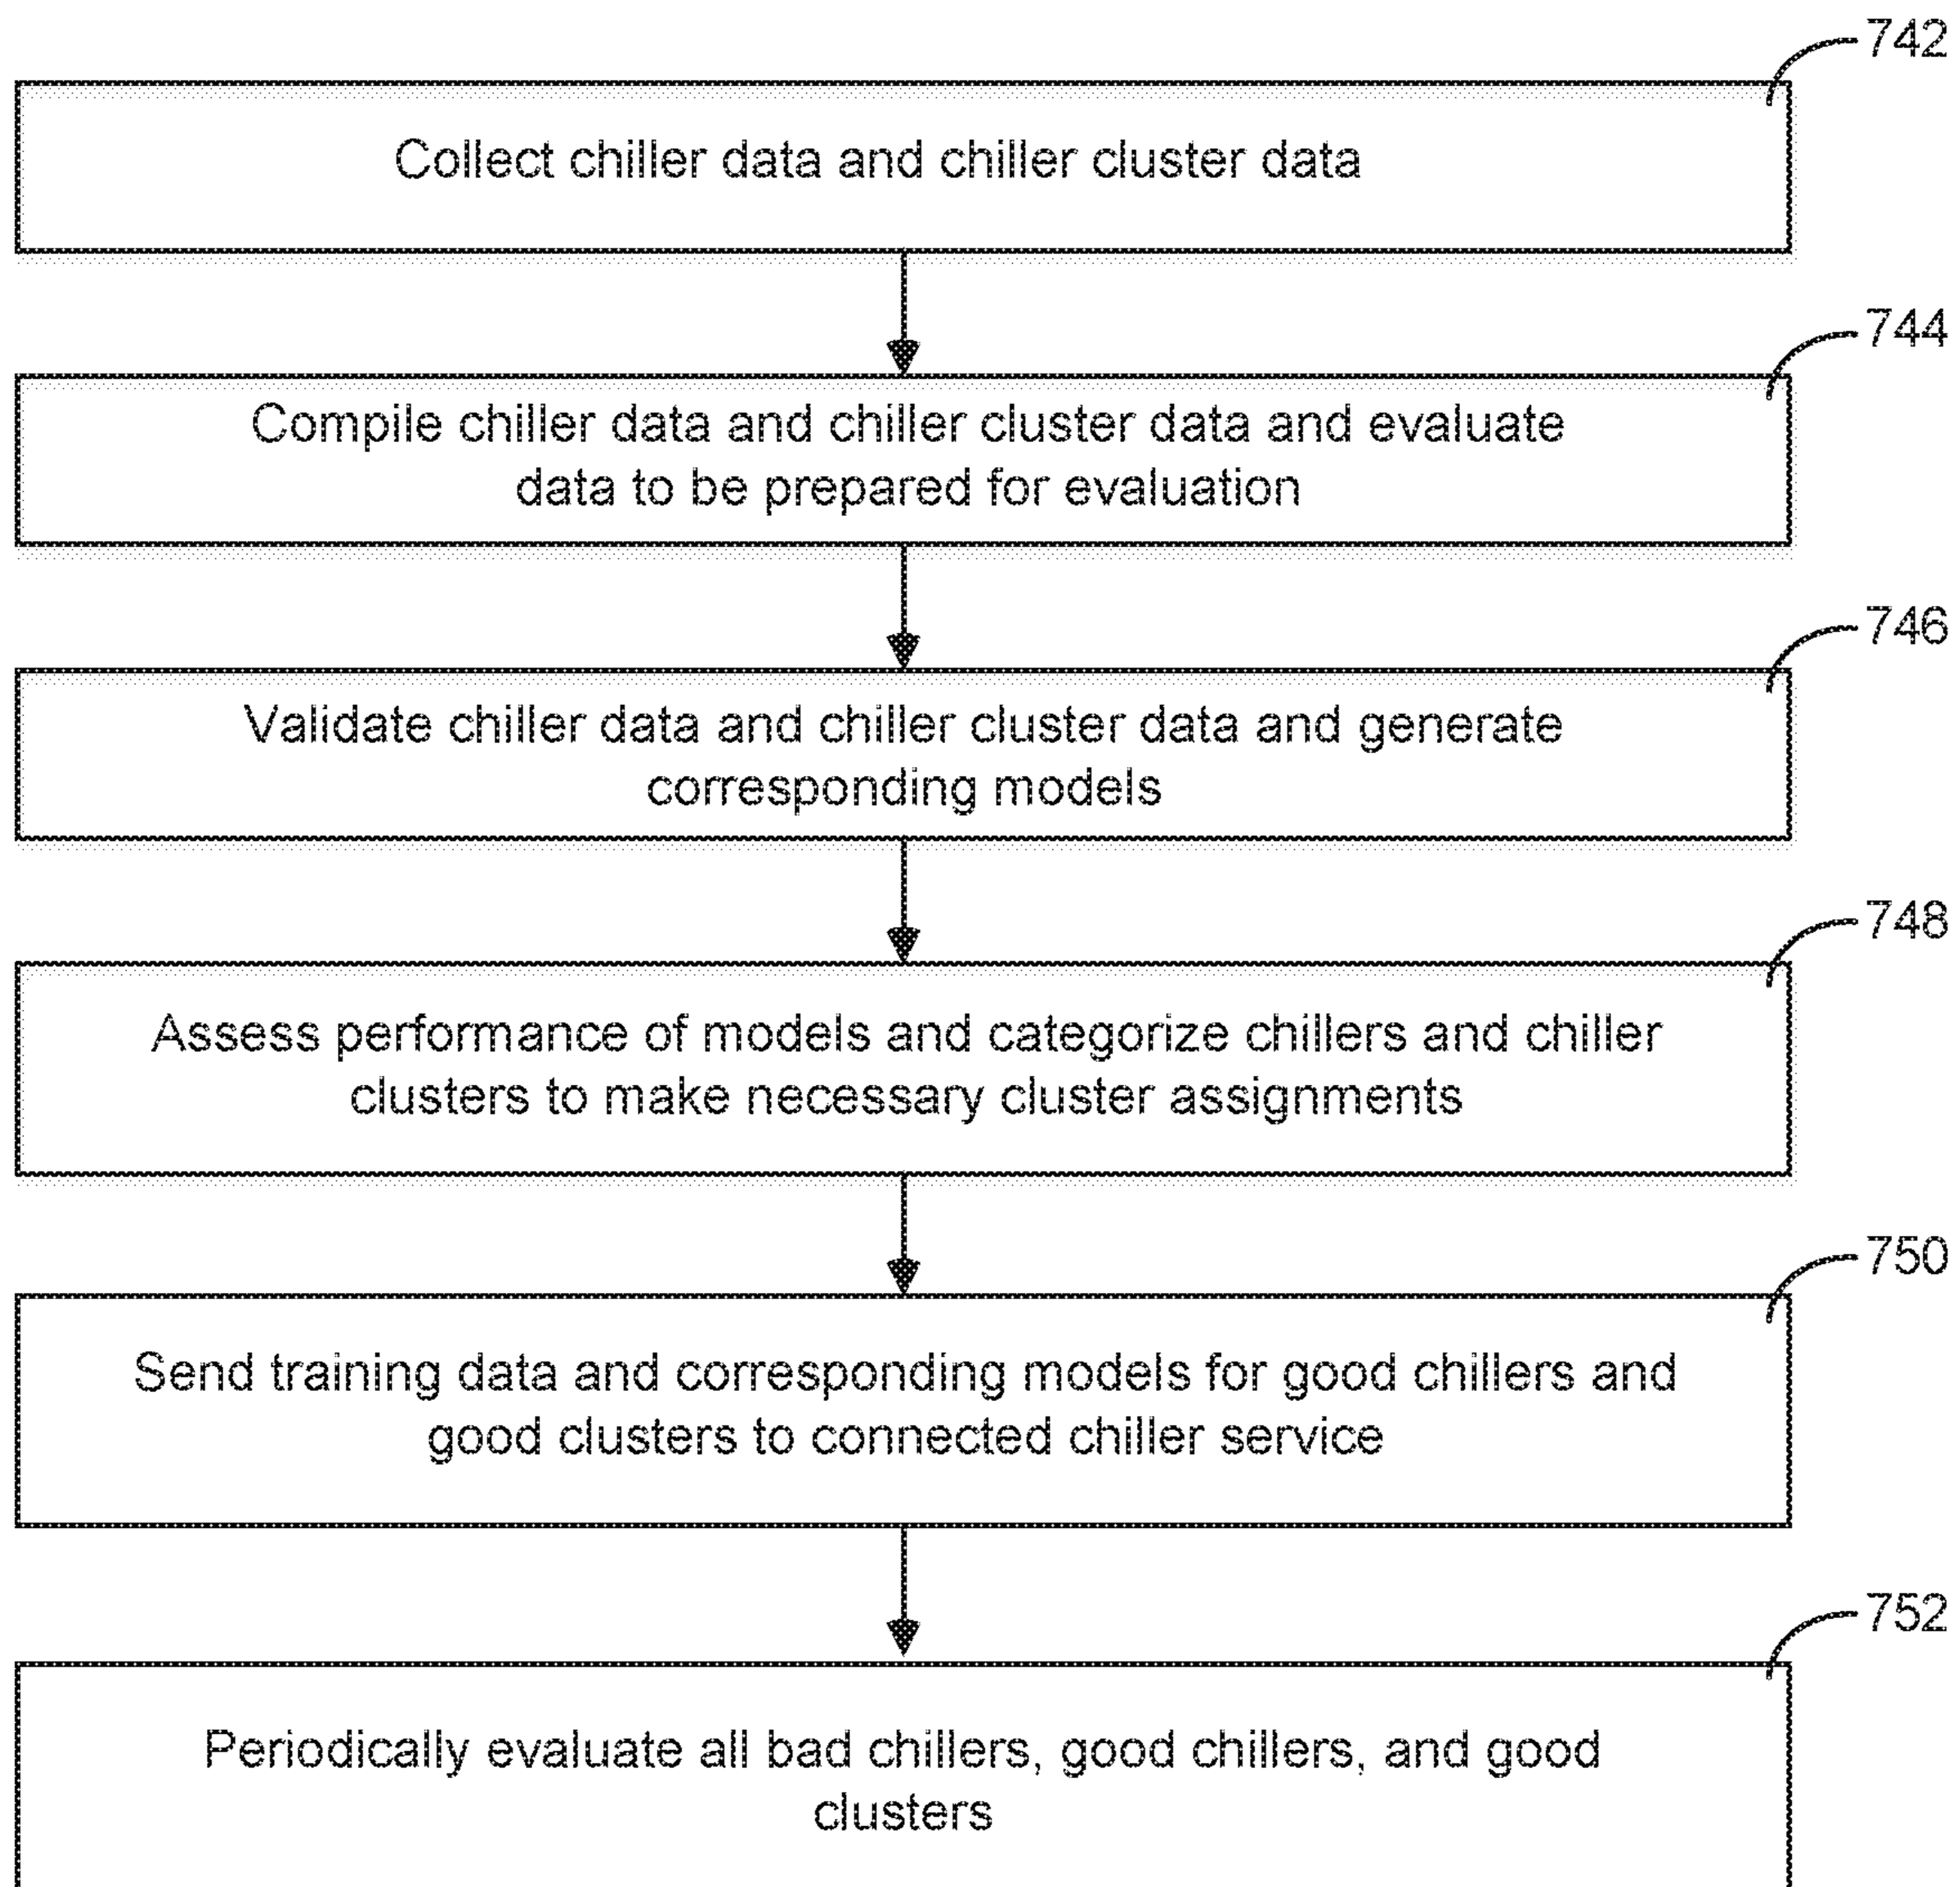 742
Collect chiller data and chiller cluster data
744
Compile chiller data and chiller cluster data and evaluate
data to be prepared for evaluation
746
Validate chiller data and chiller cluster data and generate
corresponding models
748
Assess performance of models and categorize chillers and chiller
clusters to make necessary cluster assignments
750
Send training data and corresponding models for good chillers and
good clusters to connected chiller service
752
Periodically evaluate all bad chillers, good chillers, and good
clusters